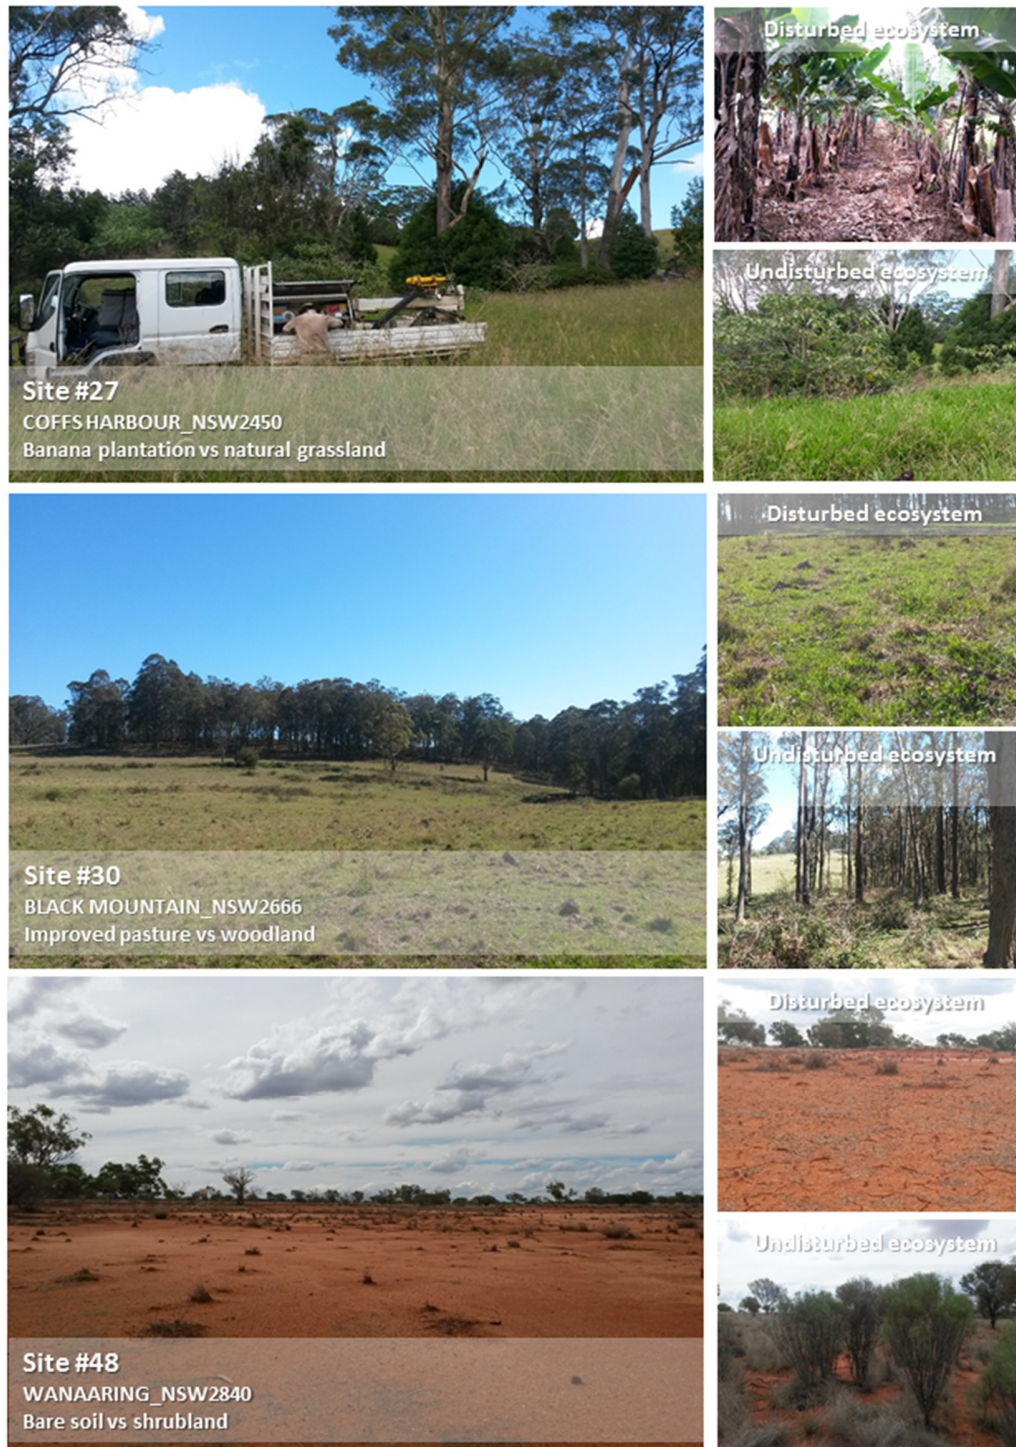 Disturbed ecosystem
Undisturbed ecosystem
Site #27
COFFS HARBOUR_NSW2450
Banana plantation vs natural grassland
Disturbed ecosystem
Undisturbed ecosystem
Site #30
BLACK MOUNTAIN_NSW2666
Improved pasture vs woodland
Disturbed ecosystem
Undisturbed ecosystem
Site #48
WANAARING_NSW2840
Bare soil vs shrubland